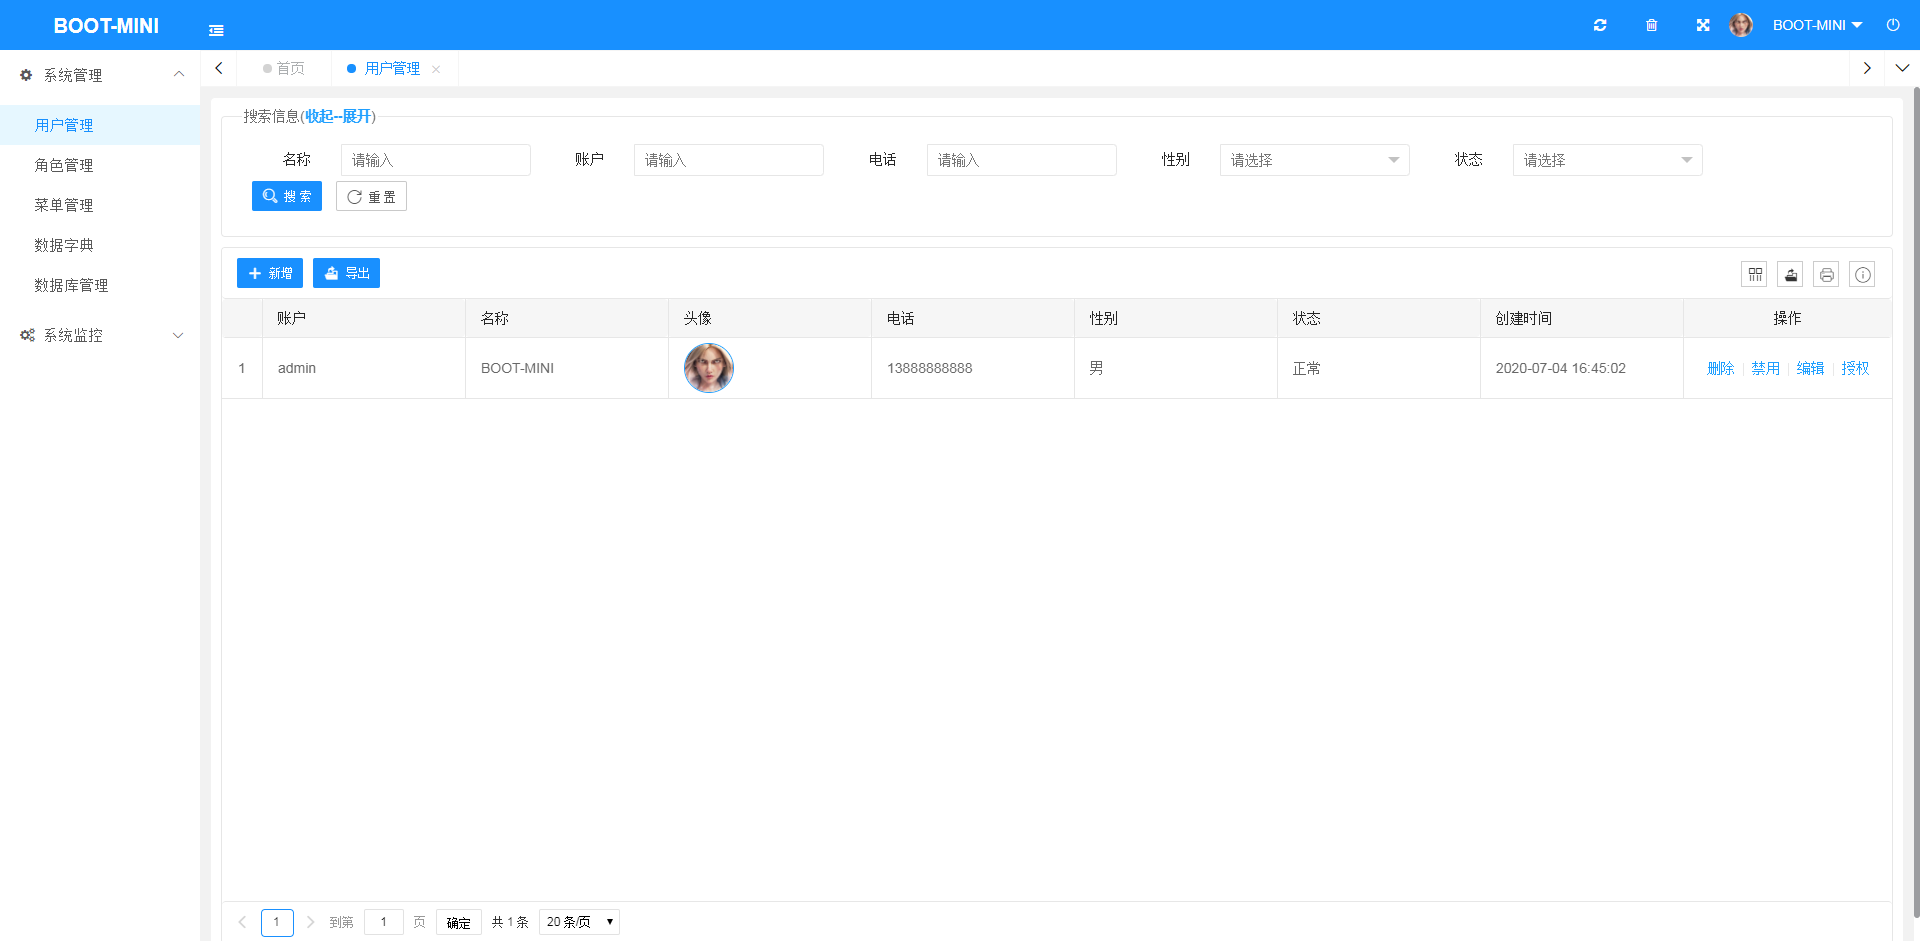 BOOT-MINI
BOOT-MINI
系统管理
用户管理
角色管理
菜单管理
数据字典
数据库管理
系统监控
首页
用户管理
搜索信息(收起--展开)
名称 请输入 账户 请输入 电话 请输入 性别 请选择 状态 请选择
搜 索 重 置
新增 导出
账户 名称 头像 电话 性别 状态 创建时间 操作
1 admin BOOT-MINI 13888888888 男 正常 2020-07-04 16:45:02 删除 禁用 编辑 授权
1 到第 1 页 确定 共 1 条 20 条/页